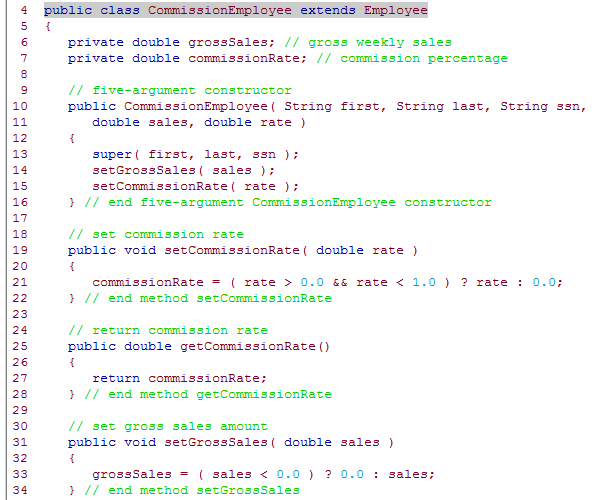 4 public class CommissionEmployee extends Employee
5 {
6    private double grossSales; // gross weekly sales
7    private double commissionRate; // commission percentage
8
9    // five-argument constructor
10    public CommissionEmployee( String first, String last, String ssn,
11       double sales, double rate )
12    {
13       super( first, last, ssn );
14       setGrossSales( sales );
15       setCommissionRate( rate );
16    } // end five-argument CommissionEmployee constructor
17
18    // set commission rate
19    public void setCommissionRate( double rate )
20    {
21       commissionRate = ( rate > 0.0 && rate < 1.0 ) ? rate : 0.0;
22    } // end method setCommissionRate
23
24    // return commission rate
25    public double getCommissionRate()
26    {
27       return commissionRate;
28    } // end method getCommissionRate
29
30    // set gross sales amount
31    public void setGrossSales( double sales )
32    {
33       grossSales = ( sales < 0.0 ) ? 0.0 : sales;
34    } // end method setGrossSales